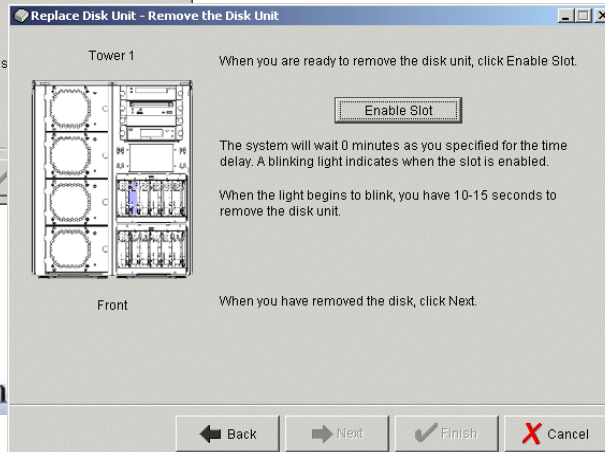 Replace Disk Unit - Remove the Disk Unit
Tower 1
When you are ready to remove the disk unit, click Enable Slot.
Enable Slot
The system will wait 0 minutes as you specified for the time
delay. A blinking light indicates when the slot is enabled.
When the light begins to blink, you have 10-15 seconds to
remove the disk unit.
Front
When you have removed the disk, click Next.
Back
Next
Finish
Cancel